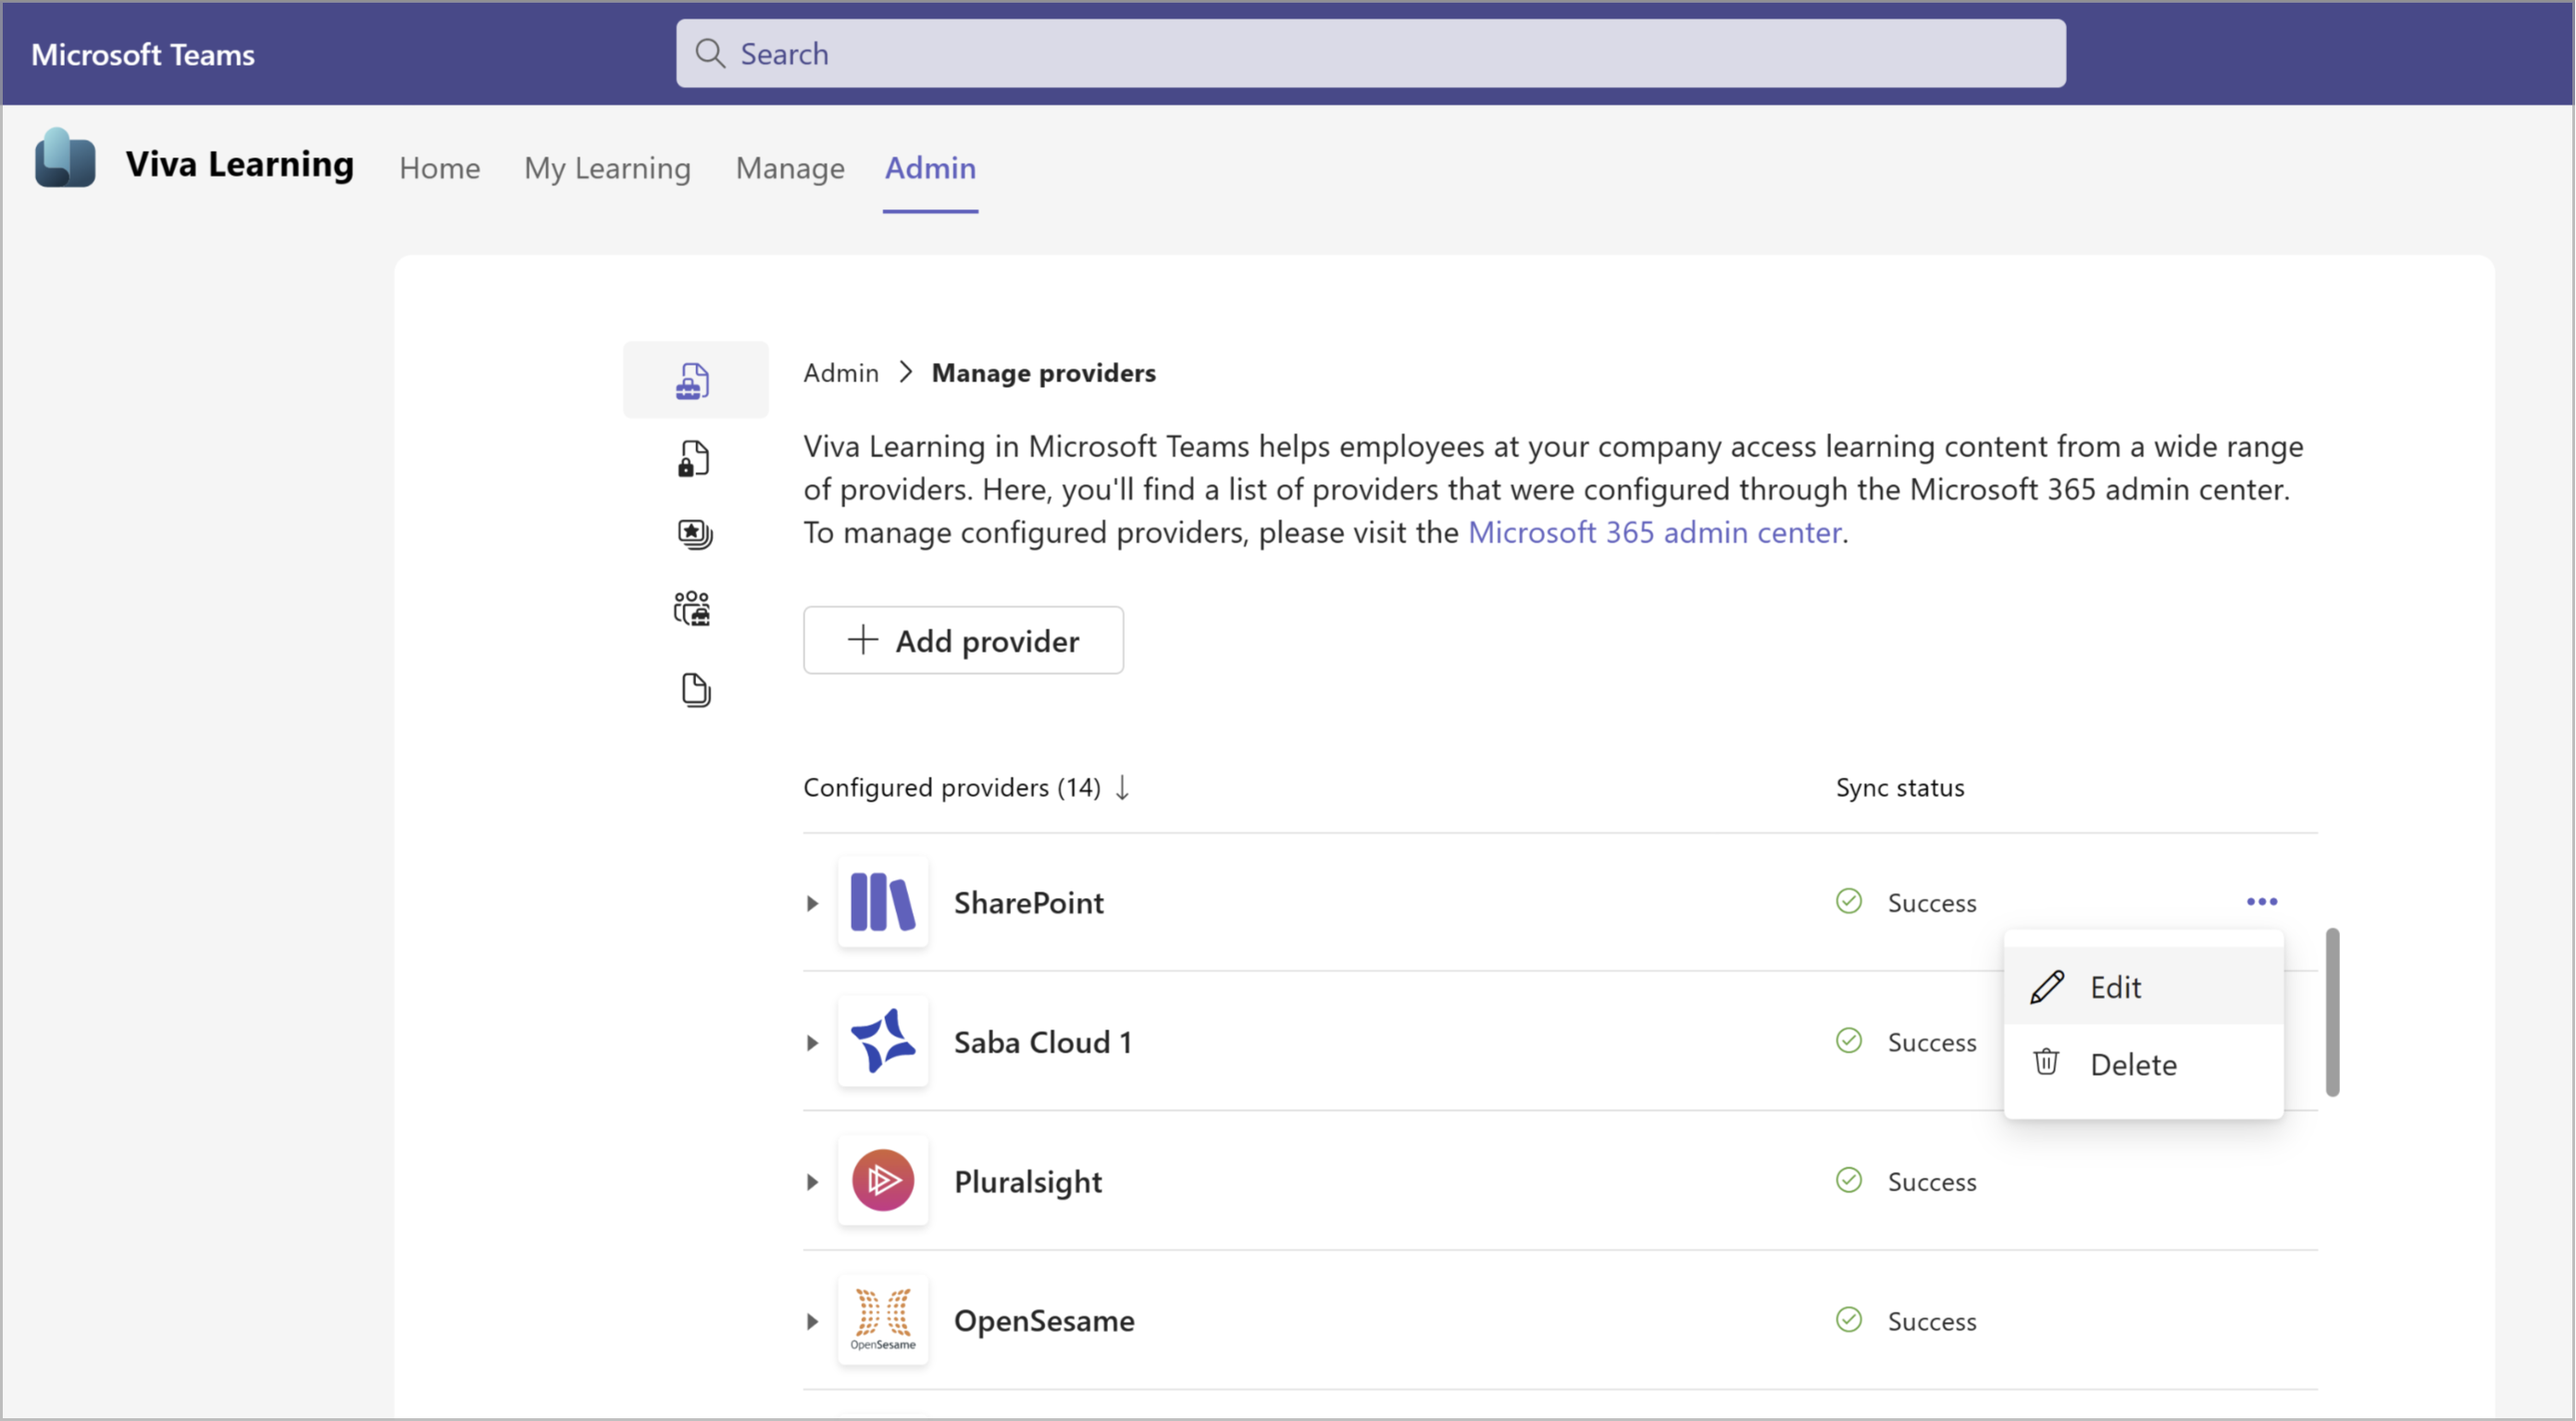 Microsoft Teams
Search
Viva Learning
Home
My Learning
Manage
Admin
Admin > Manage providers
Viva Learning in Microsoft Teams helps employees at your company access learning content from a wide range
of providers. Here, you'll find a list of providers that were configured through the Microsoft 365 admin center.
To manage configured providers, please visit the Microsoft 365 admin center.
+ Add provider
Configured providers (14) ↓
Sync status
SharePoint
Success
•••
Edit
Delete
Saba Cloud 1
Success
Pluralsight
Success
OpenSesame
OpenSesame
Success